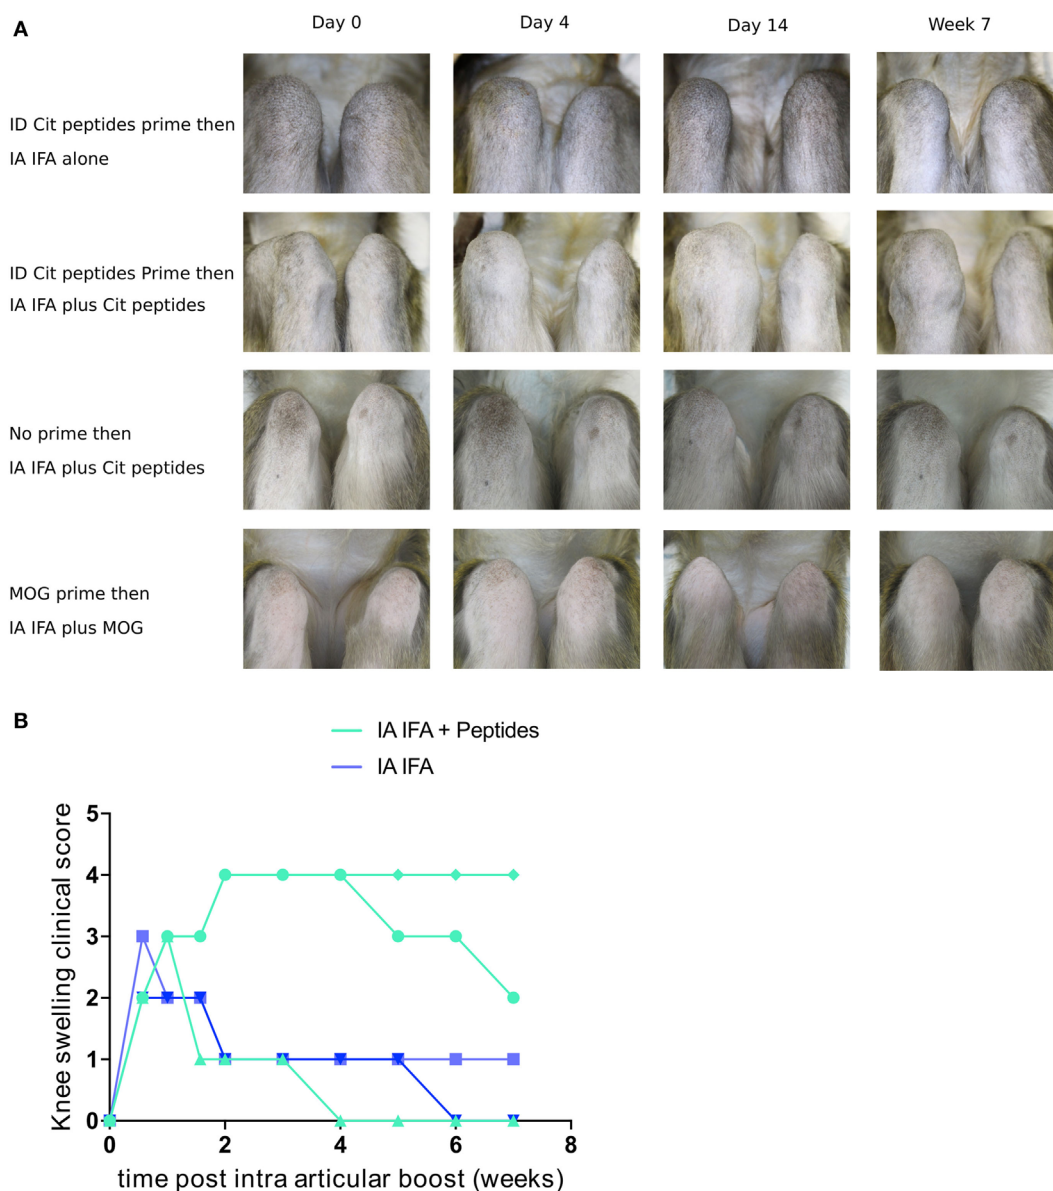 A
Day 0
Day 4
Day 14
Week 7
ID Cit peptides prime then
IA IFA alone
ID Cit peptides Prime then
IA IFA plus Cit peptides
No prime then
IA IFA plus Cit peptides
MOG prime then
IA IFA plus MOG
B
IA IFA + Peptides
IA IFA
Knee swelling clinical score
5
4
3
2
1
0
0
2
4
6
8
time post intra articular boost (weeks)